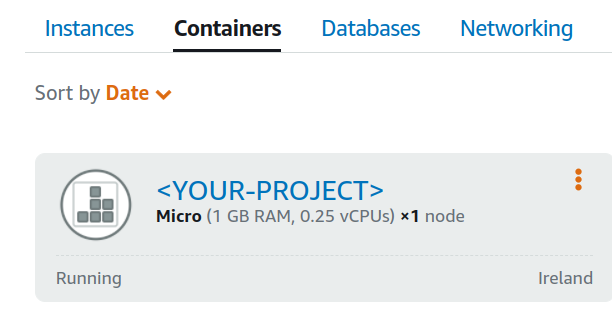 Instances Containers Databases Networking
Sort by Date
<YOUR-PROJECT>
Micro (1 GB RAM, 0.25 vCPUs) ×1 node
Running Ireland